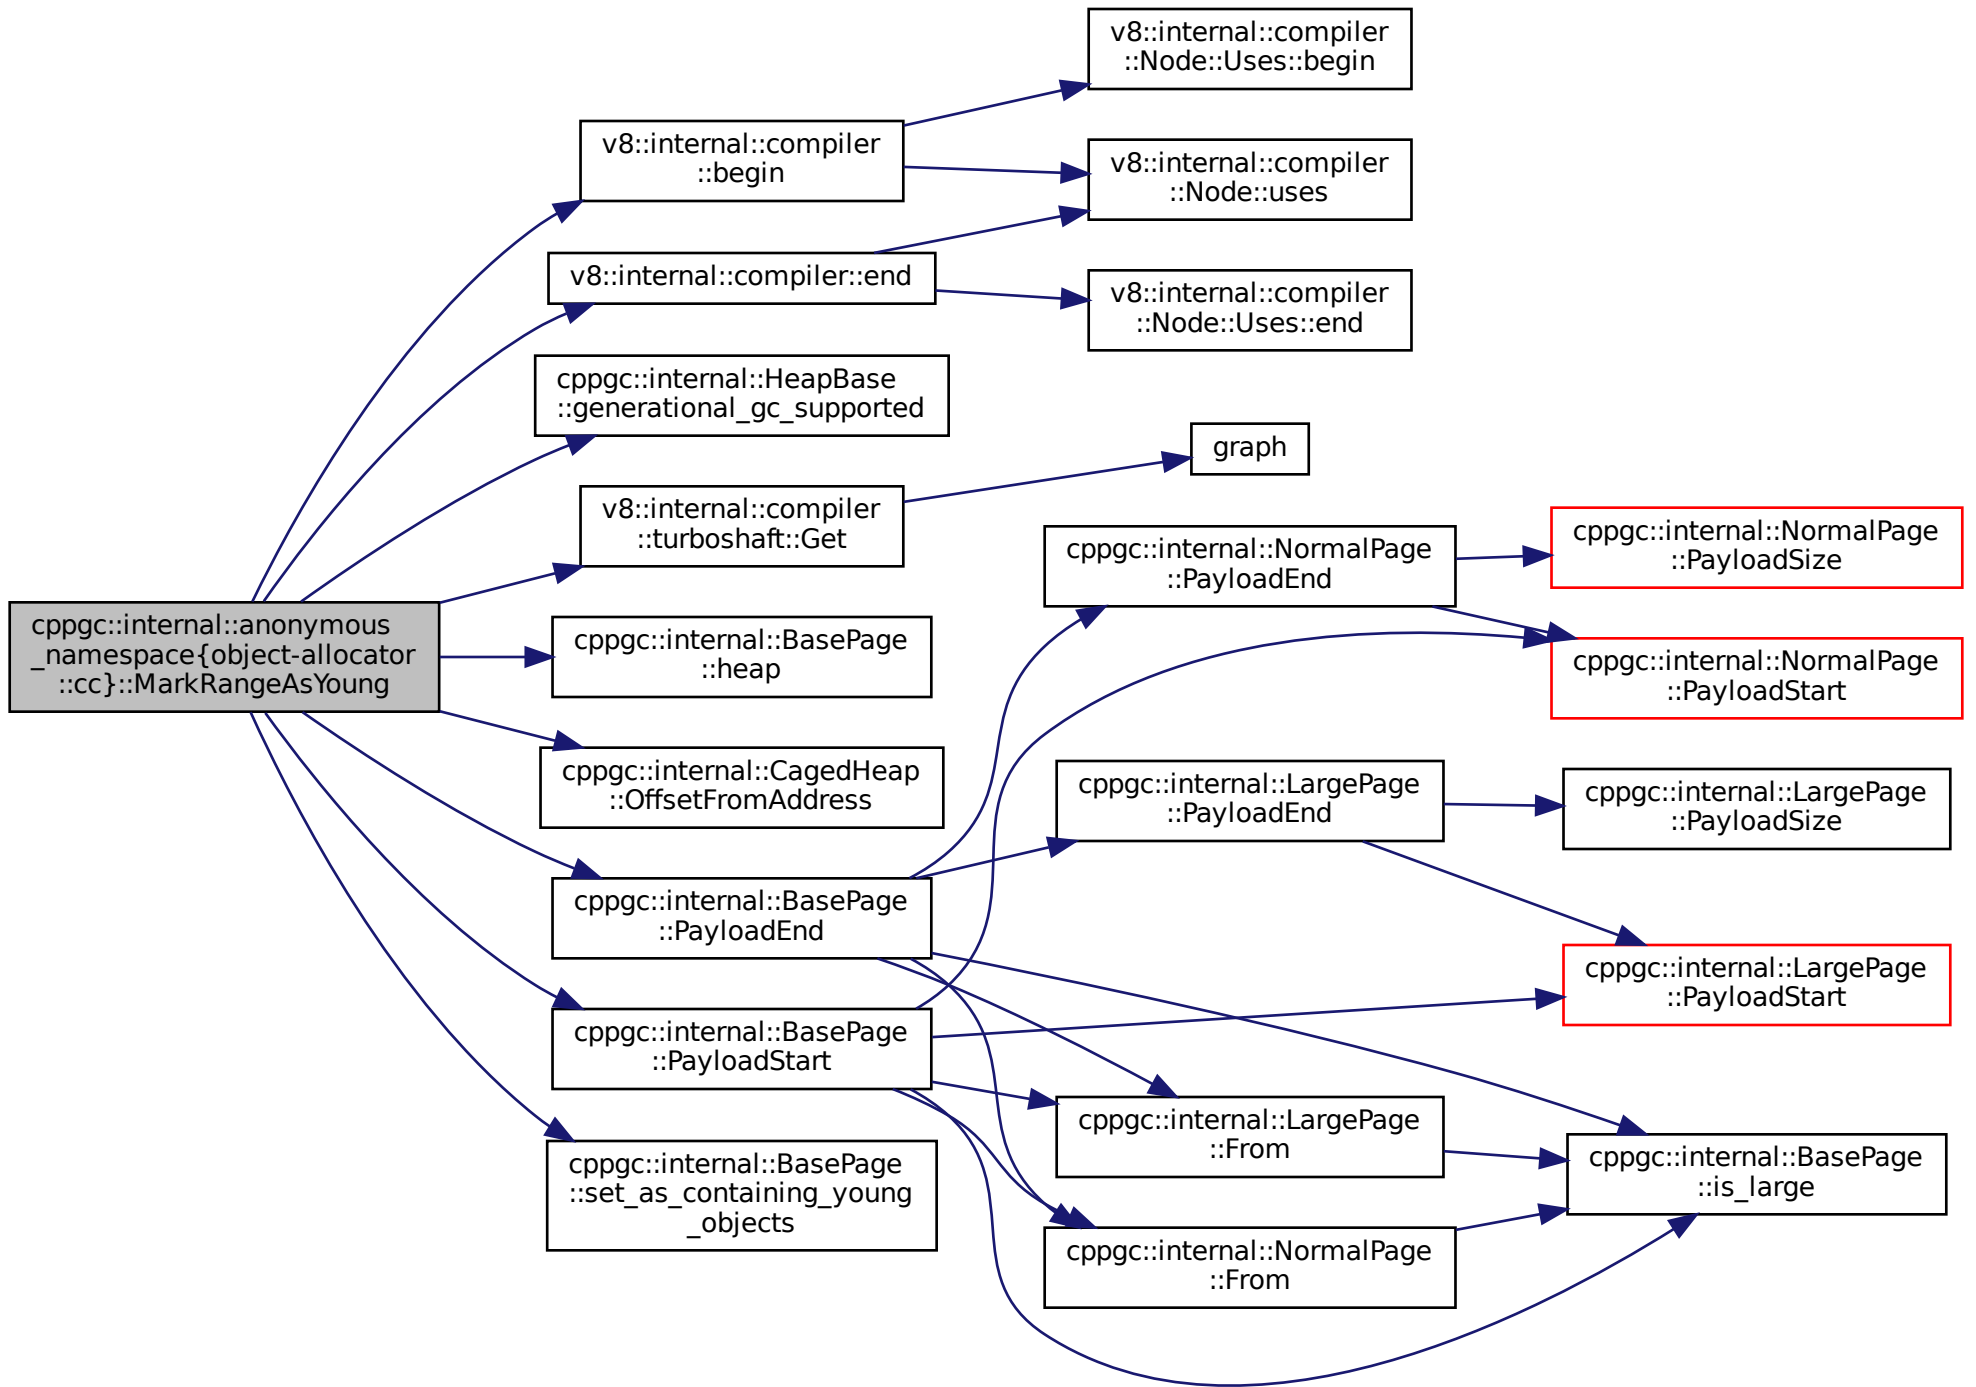 v8::internal::compiler
::Node::Uses::begin
v8::internal::compiler
::begin
v8::internal::compiler
::Node::uses
v8::internal::compiler::end
v8::internal::compiler
::Node::Uses::end
cppgc::internal::HeapBase
::generational_gc_supported
graph
v8::internal::compiler
::turboshaft::Get
cppgc::internal::NormalPage
::PayloadEnd
cppgc::internal::NormalPage
::PayloadSize
cppgc::internal::anonymous
_namespace{object-allocator
::cc}::MarkRangeAsYoung
cppgc::internal::BasePage
::heap
cppgc::internal::NormalPage
::PayloadStart
cppgc::internal::CagedHeap
::OffsetFromAddress
cppgc::internal::LargePage
::PayloadEnd
cppgc::internal::LargePage
::PayloadSize
cppgc::internal::BasePage
::PayloadEnd
cppgc::internal::LargePage
::PayloadStart
cppgc::internal::BasePage
::PayloadStart
cppgc::internal::LargePage
::From
cppgc::internal::BasePage
::is_large
cppgc::internal::BasePage
::set_as_containing_young
_objects
cppgc::internal::NormalPage
::From